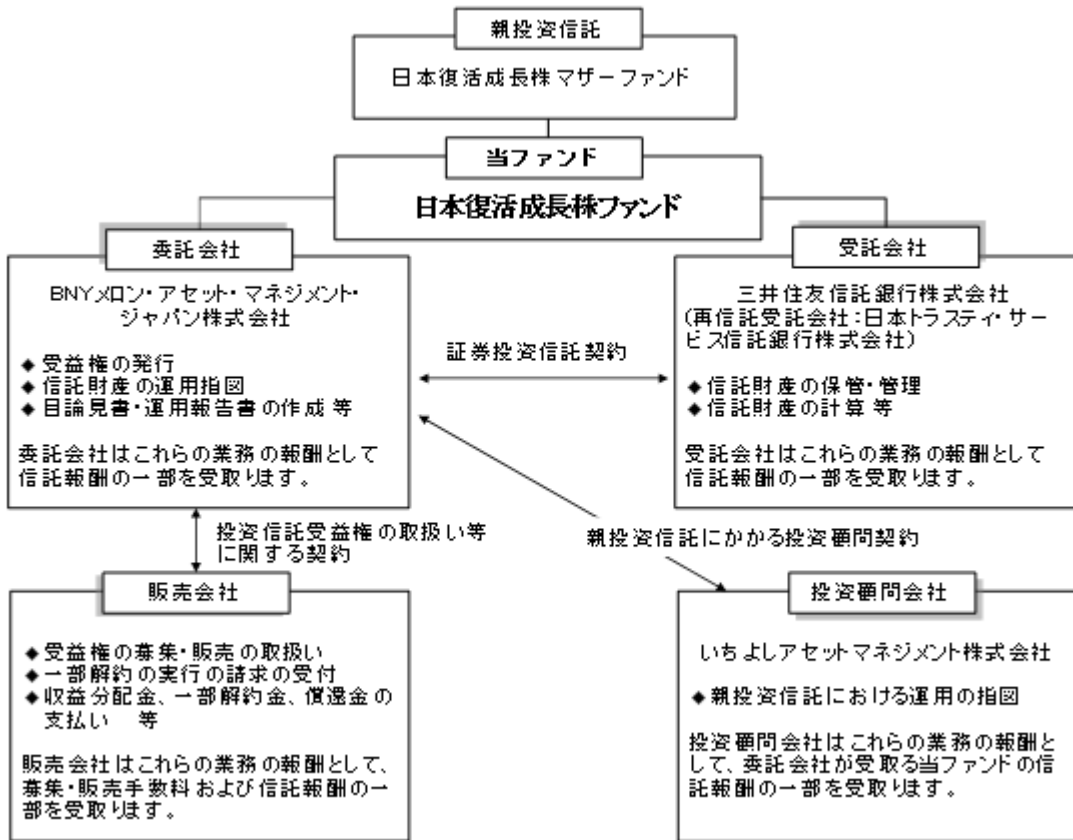 親投資信託
日本復活成長株マザーファンド
当ファンド
日本復活成長株ファンド
委託会社
BNYメロン・アセット・マネジメント・
ジャパン株式会社
◆受益権の発行
◆信託財産の運用指図
◆目論見書・運用報告書の作成 等
委託会社はこれらの業務の報酬として
信託報酬の一部を受取ります。
受託会社
三井住友信託銀行株式会社
(再信託受託会社:日本トラスティ・サー
ビス信託銀行株式会社)
◆信託財産の保管・管理
◆信託財産の計算 等
受託会社はこれらの業務の報酬として
信託報酬の一部を受取ります。
証券投資信託契約
投資信託受益権の取扱い等
に関する契約
親投資信託にかかる投資顧問契約
販売会社
◆受益権の募集・販売の取扱い
◆一部解約の実行の請求の受付
◆収益分配金、一部解約金、償還金の
支払い 等
販売会社はこれらの業務の報酬として、
募集・販売手数料および信託報酬の一
部を受取ります。
投資顧問会社
いちよしアセットマネジメント株式会社
◆親投資信託における運用の指図
投資顧問会社はこれらの業務の報酬と
して、委託会社が受取る当ファンドの信
託報酬の一部を受取ります。